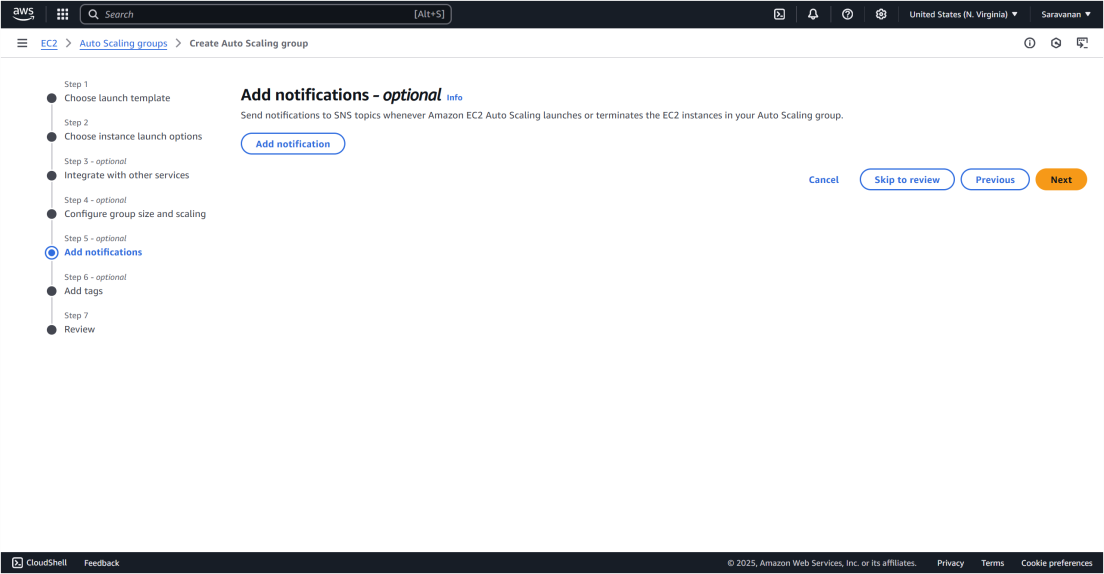 aws
Search [Alt+S]
United States (N. Virginia) ▼
Saravanan ▼
EC2 > Auto Scaling groups > Create Auto Scaling group
Step 1
Choose launch template
Step 2
Choose instance launch options
Step 3 - optional
Integrate with other services
Step 4 - optional
Configure group size and scaling
Step 5 - optional
Add notifications
Step 6 - optional
Add tags
Step 7
Review
Add notifications - optional Info
Send notifications to SNS topics whenever Amazon EC2 Auto Scaling launches or terminates the EC2 instances in your Auto Scaling group.
Add notification
Cancel Skip to review Previous Next
CloudShell Feedback © 2025, Amazon Web Services, Inc. or its affiliates. Privacy Terms Cookie preferences